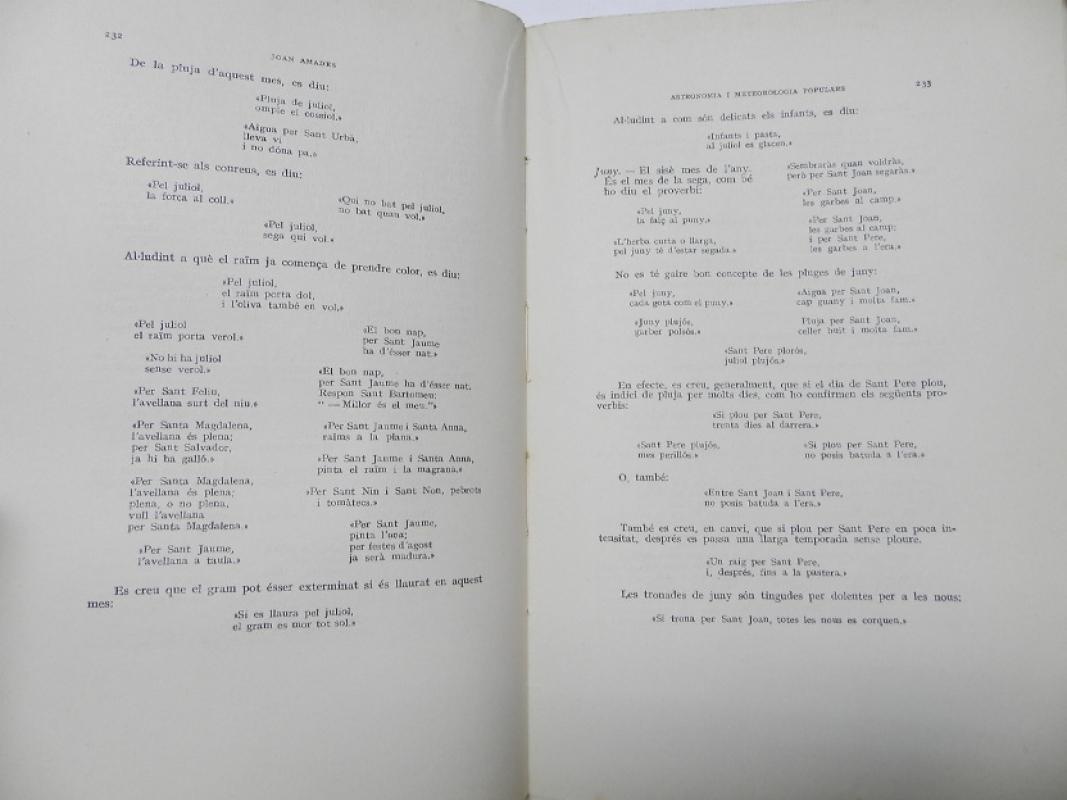 232
JOAN AMADES
De la pluja d'aquest mes, es diu:
«Pluja de juliol,
omple el cossiol.»
«Aigua per Sant Urbà,
lleva vi
i no dóna pa.»
Referint-se als conreus, es diu:
«Pel juliol,
la forca al coll.»
«Qui no bat pel juliol,
no bat quan vol.»
«Pel juliol,
sega qui vol.»
Al·ludint a què el raïm ja comença de prendre color, es diu:
«Pel juliol,
el raïm porta dol,
i l'oliva també en vol.»
«Pel juliol
el raïm porta verol.»
«No hi ha juliol
sense verol.»
«Per Sant Feliu,
l'avellana surt del niu.»
«Per Santa Magdalena,
l'avellana és plena;
per Sant Salvador,
ja hi ha galló.»
«Per Santa Magdalena,
l'avellana és plena;
plena, o no plena,
vull l'avellana
per Santa Magdalena.»
«Per Sant Jaume,
l'avellana a taula.»
«El bon nap,
per Sant Jaume
ha d'ésser nat.»
«El bon nap,
per Sant Jaume ha d'ésser nat.
Respon Sant Bartomeu:
"—Millor és el meu."»
«Per Sant Jaume i Santa Anna,
raïms a la plana.»
«Per Sant Jaume i Santa Anna,
pinta el raïm i la magrana.»
«Per Sant Nin i Sant Non, pebrots
i tomàtecs.»
«Per Sant Jaume,
pinta l'uva;
per festes d'agost
ja serà madura.»
Es creu que el gram pot ésser exterminat si és llaurat en aquest
mes:
«Si es llaura pel juliol,
el gram es mor tot sol.»
ASTRONOMIA I METEOROLOGIA POPULARS
233
Al·ludint a com són delicats els infants, es diu:
«Infants i pasta,
al juliol es glacen.»
Juny. — El sisè mes de l'any.
És el mes de la sega, com bé
ho diu el proverbi:
«Pel juny,
la falç al puny.»
«L'herba curta o llarga,
pel juny té d'estar segada.»
«Sembraràs quan voldràs,
però per Sant Joan segaràs.»
«Per Sant Joan,
les garbes al camp.»
«Per Sant Joan,
les garbes al camp;
i per Sant Pere,
les garbes a l'era.»
No es té gaire bon concepte de les pluges de juny:
«Pel juny,
cada gota com el puny.»
«Juny plujós,
garber polsós.»
«Aigua per Sant Joan,
cap guany i molta fam.»
Pluja per Sant Joan,
celler buit i molta fam.»
«Sant Pere plorós,
juliol plujós.»
En efecte, es creu, generalment, que si el dia de Sant Pere plou,
és indici de pluja per molts dies, com ho confirmen els següents pro-
verbis:
«Si plou per Sant Pere,
trenta dies al darrera.»
«Sant Pere plujós,
mes perillós.»
«Si plou per Sant Pere,
no posis batuda a l'era.»
O, també:
«Entre Sant Joan i Sant Pere,
no posis batuda a l'era.»
També es creu, en canvi, que si plou per Sant Pere en poca in-
tensitat, després es passa una llarga temporada sense ploure.
«Un raig per Sant Pere,
i, després, fins a la pastera.»
Les tronades de juny són tingudes per dolentes per a les nous:
«Si trona per Sant Joan, totes les nous es corquen.»